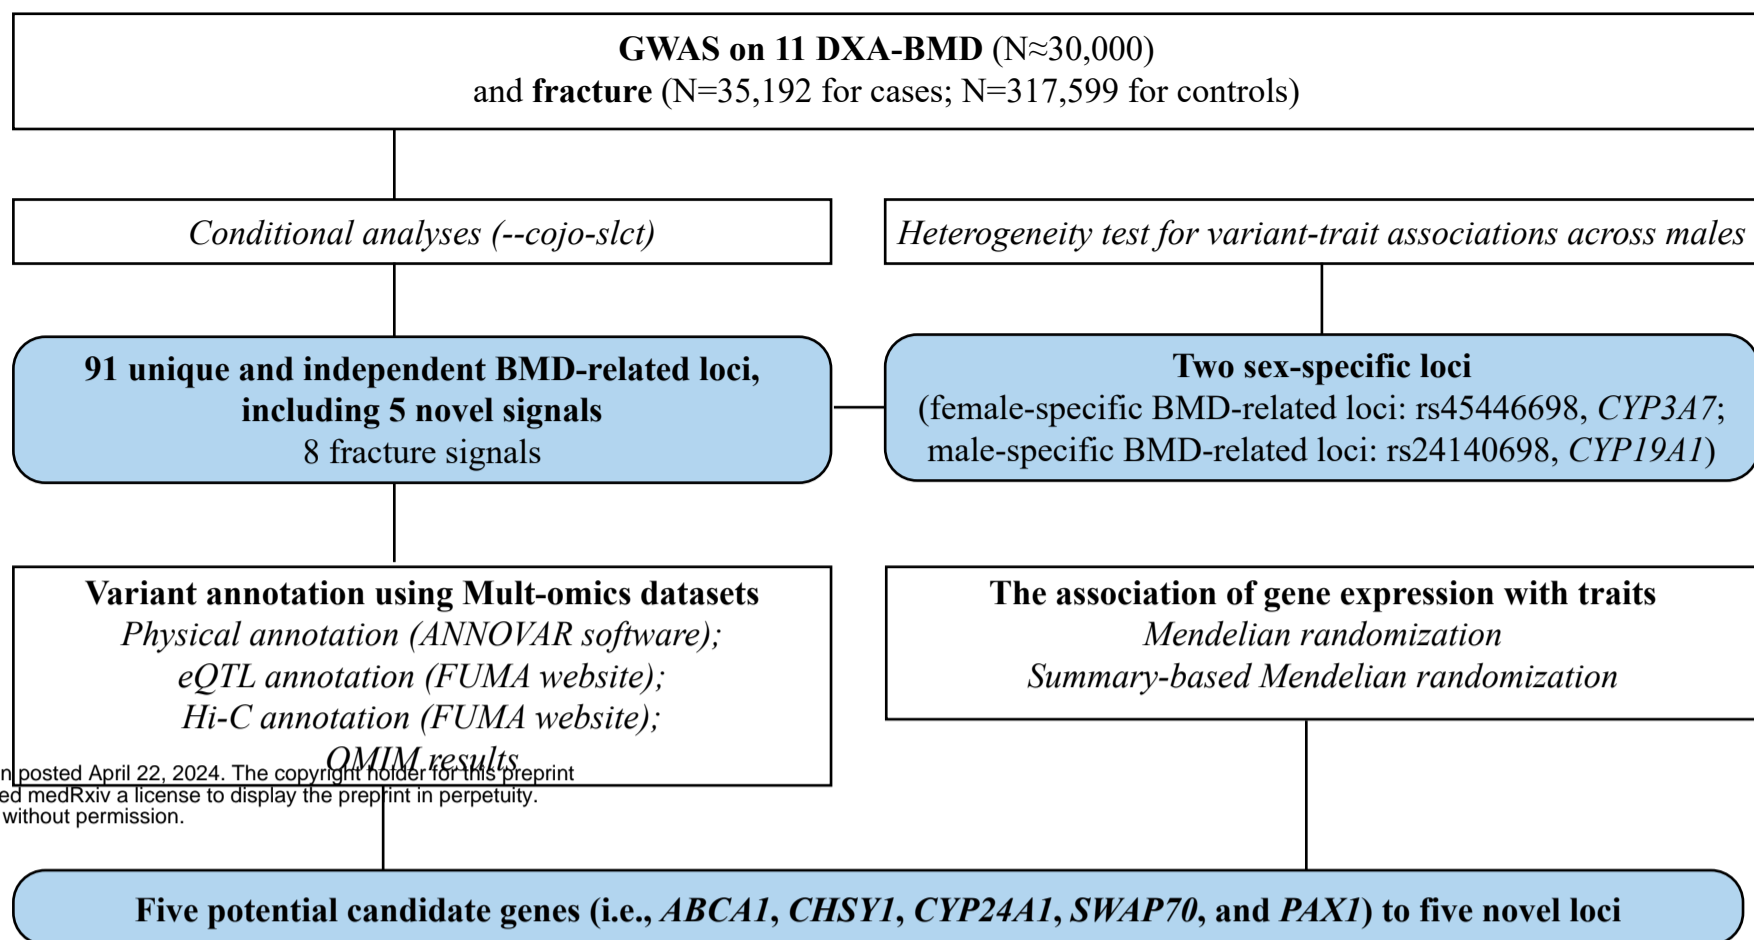 GWAS on 11 DXA-BMD (N≈30,000)
and fracture (N=35,192 for cases; N=317,599 for controls)
Conditional analyses (--cojo-slct)
Heterogeneity test for variant-trait associations across males
91 unique and independent BMD-related loci,
including 5 novel signals
8 fracture signals
Two sex-specific loci
(female-specific BMD-related loci: rs45446698, CYP3A7;
male-specific BMD-related loci: rs24140698, CYP19A1)
Variant annotation using Mult-omics datasets
Physical annotation (ANNOVAR software);
eQTL annotation (FUMA website);
Hi-C annotation (FUMA website);
OMIM results
The association of gene expression with traits
Mendelian randomization
Summary-based Mendelian randomization
posted April 22, 2024. The copyright holder for this preprint
medRxiv a license to display the preprint in perpetuity.
without permission.
Five potential candidate genes (i.e., ABCA1, CHSY1, CYP24A1, SWAP70, and PAX1) to five novel loci